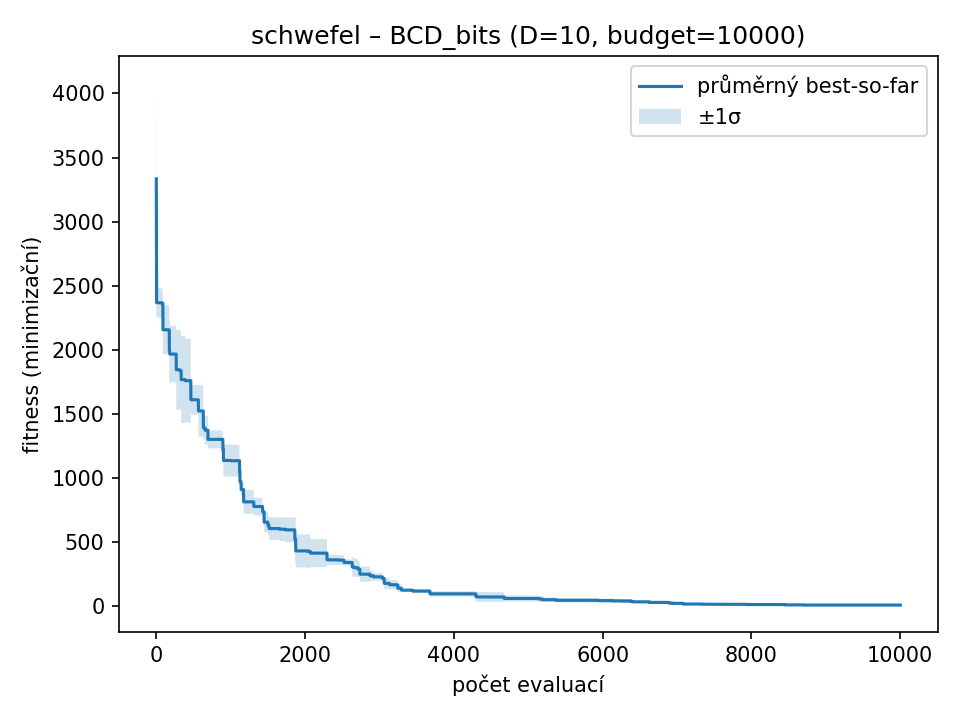 schwefel – BCD_bits (D=10, budget=10000)
průměrný best-so-far
±1σ
4000
3500
3000
2500
2000
1500
1000
500
0
fitness (minimizační)
0 2000 4000 6000 8000 10000
počet evaluací